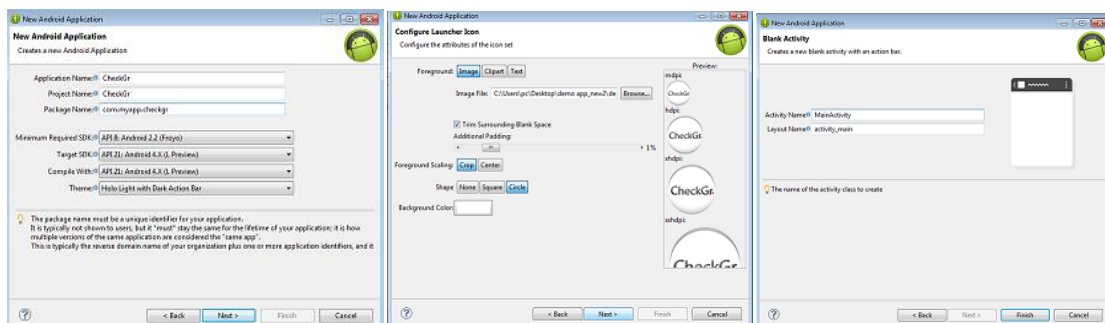 New Android Application
New Android Application
Creates a new Android Application
Application Name: CheckGr
Project Name: CheckGr
Package Name: com.myapp.checkgr
Minimum Required SDK: API 8: Android 2.2 (Froyo)
Target SDK: API 21: Android 4.X (L Preview)
Compile With: API 21: Android 4.X (L Preview)
Theme: Holo Light with Dark Action Bar
The package name must be a unique identifier for your application.
It is typically not shown to users, but it *must* stay the same for the lifetime of your application; it is how
multiple versions of the same application are considered the "same app".
This is typically the reverse domain name of your organization plus one or more application identifiers, and it
< Back Next > Finish Cancel
New Android Application
Configure Launcher Icon
Configure the attributes of the icon set
Foreground: Image Clipart Text
Image File: C:\Users\pc\Desktop\demo app_new2\de Browse...
Trim Surrounding Blank Space
Additional Padding:
1%
Foreground Scaling: Crop Center
Shape None Square Circle
Background Color:
Preview:
mdpi:
CheckGr
hdpi:
CheckGr
xhdpi:
CheckGr
xxhdpi:
CheckGr
< Back Next > Finish Cancel
New Android Application
Blank Activity
Creates a new blank activity with an action bar.
Activity Name MainActivity
Layout Name activity_main
The name of the activity class to create
< Back Next > Finish Cancel